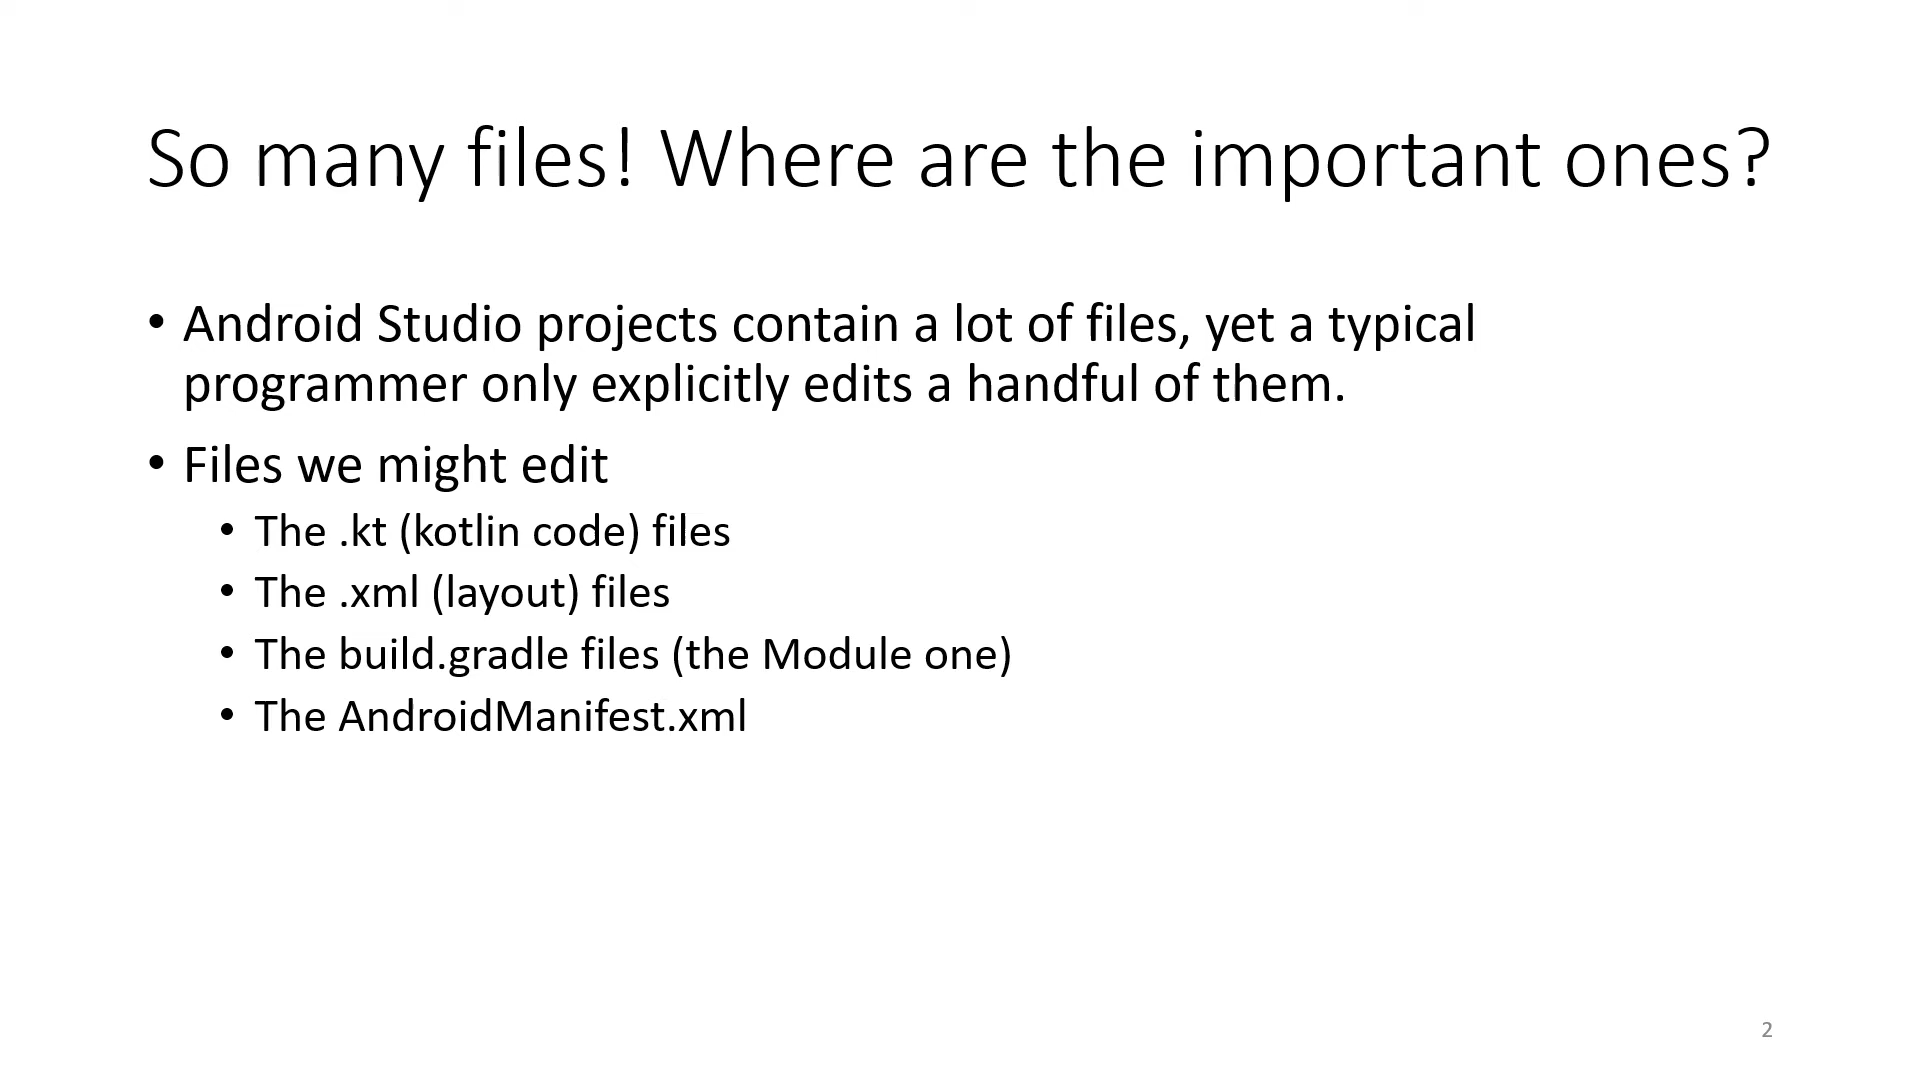 So many files! Where are the important ones?
• Android Studio projects contain a lot of files, yet a typical
programmer only explicitly edits a handful of them.
• Files we might edit
• The .kt (kotlin code) files
• The .xml (layout) files
• The build.gradle files (the Module one)
• The AndroidManifest.xml
2